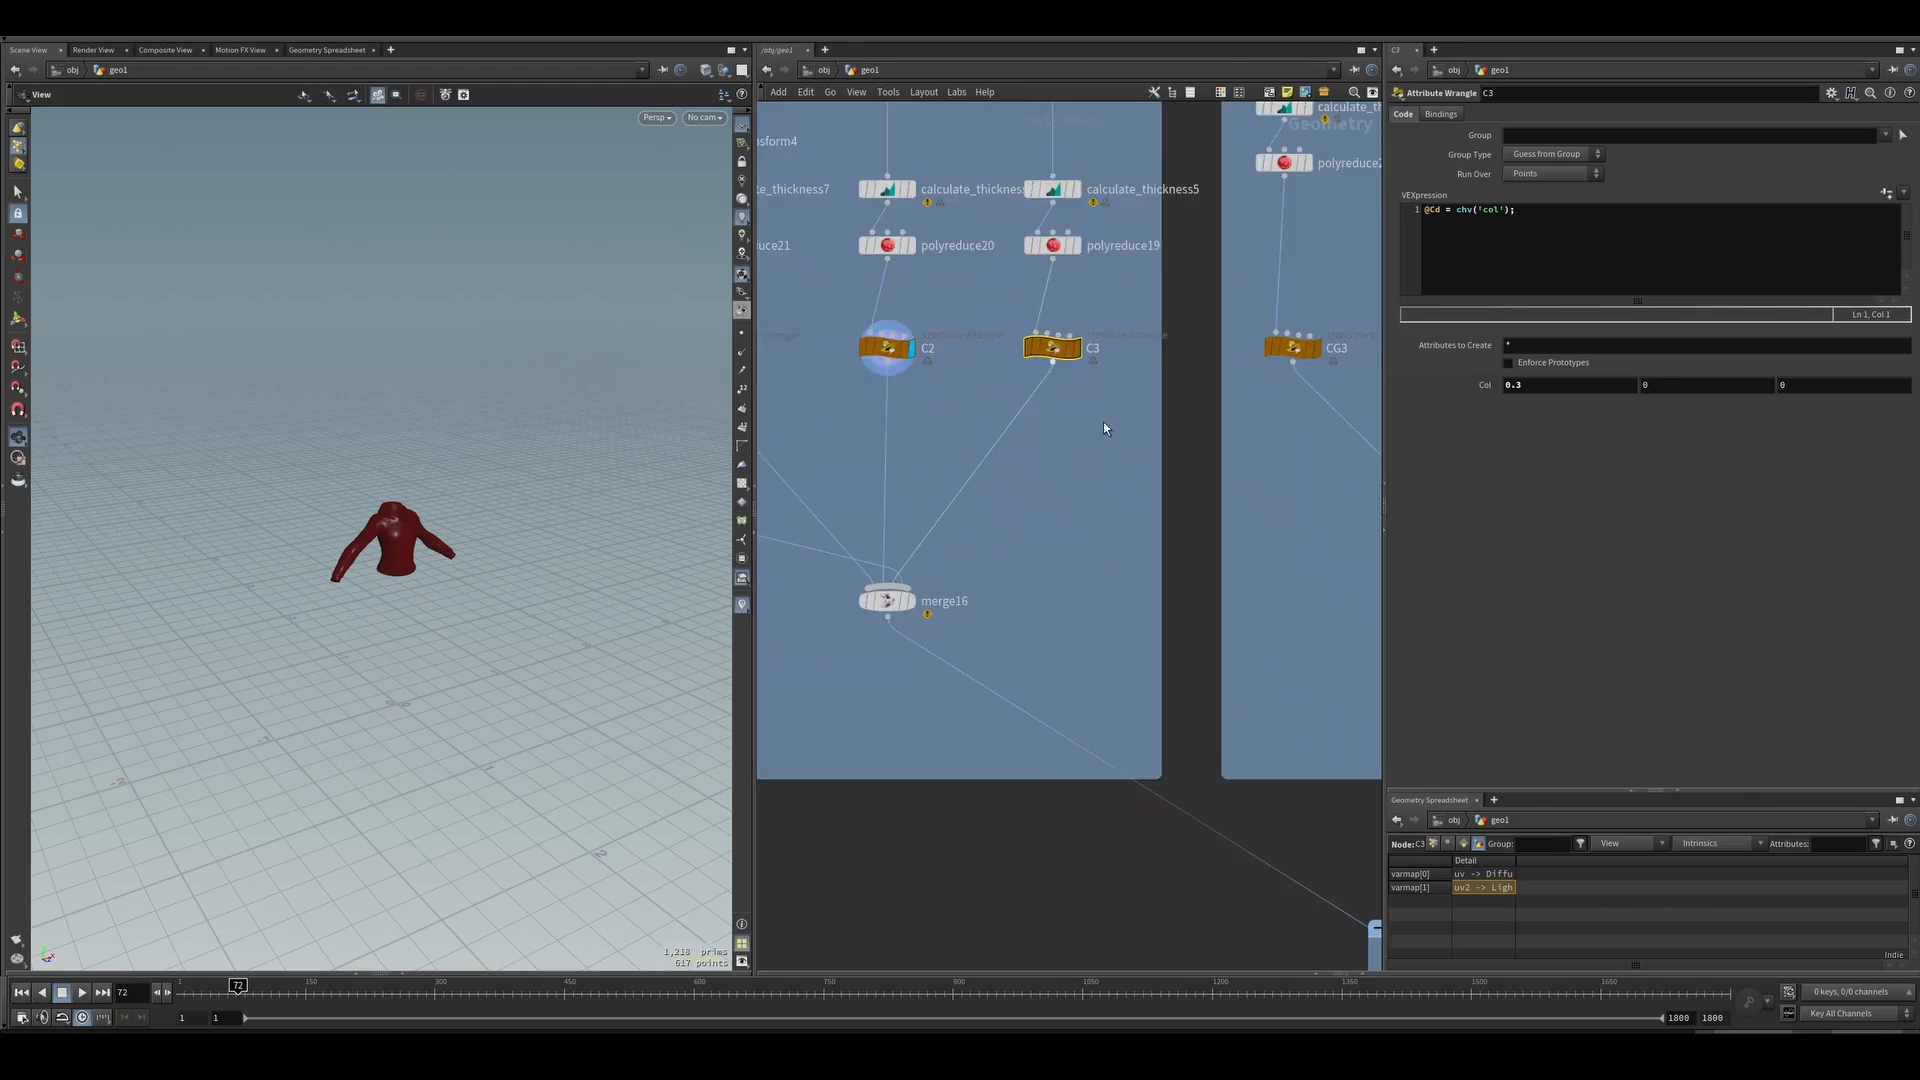 Scene View
Render View
Composite View
Motion FX View
Geometry Spreadsheet
obj
geo1
View
Persp
No cam
1,218 prims
617 points
/obj/geo1
obj
geo1
Add
Edit
Go
View
Tools
Layout
Labs
Help
Geometry
nsform4
te_thickness7
calculate_thickness
calculate_thickness5
uce21
polyreduce20
polyreduce19
polyreduce2
Attribute Wrangle
C2
Attribute Wrangle
C3
Attribute W
CG3
merge16
C3
obj
geo1
Attribute Wrangle
C3
Code
Bindings
Group
Group Type
Guess from Group
Run Over
Points
VEXpression
1
@Cd = chv('col');
Ln 1, Col 1
Attributes to Create
*
Enforce Prototypes
Col
0.3
0
0
Geometry Spreadsheet
obj
geo1
Node: C3
Group:
View
Intrinsics
Attributes:
Detail
varmap[0]
uv -> Diffu
varmap[1]
uv2 -> Ligh
Indie
72
1
72
150
300
450
600
750
900
1050
1200
1350
1500
1650
0 keys, 0/0 channels
1
1
1800
1800
Key All Channels